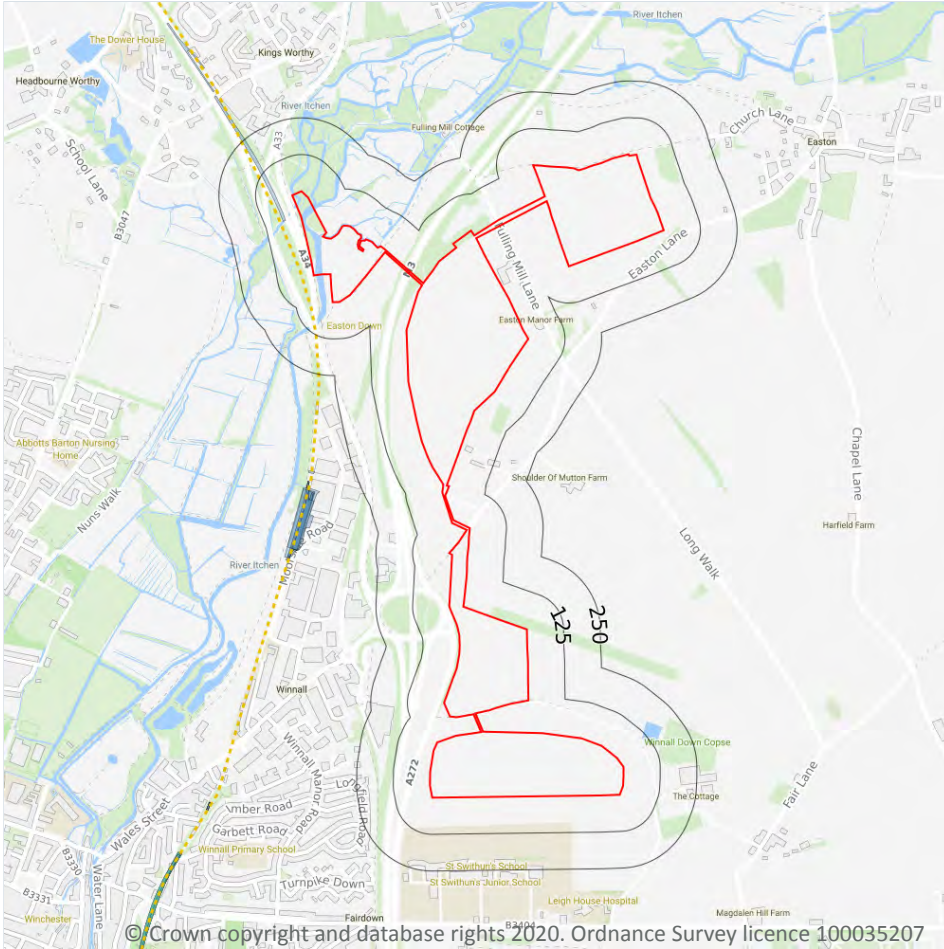 River Itchen
The Dower House
Kings Worthy
Headbourne Worthy
River Itchen
A33
Fulling Mill Cottage
Church Lane
Easton
School Lane
B3047
A34
Fulling Mill Lane
Easton Lane
Easton Down
Easton Manor Farm
Abbotts Barton Nursing
Home
Nuns Walk
Shoulder Of Mutton Farm
Chapel Lane
Harfield Farm
Long Walk
River Itchen
Road
125
250
Winnall
Winnall Down Copse
A272
Winnall Manor Road
Longfield Road
The Cottage
Fair Lane
Wales Street
Amber Road
Garbett Road
Winnall Primary School
B3330
Water Lane
B3331
Turnpike Down
St Swithun's School
St Swithun's Junior School
Leigh House Hospital
Winchester
Fairdown
B3404
Magdalen Hill Farm
© Crown copyright and database rights 2020. Ordnance Survey licence 100035207